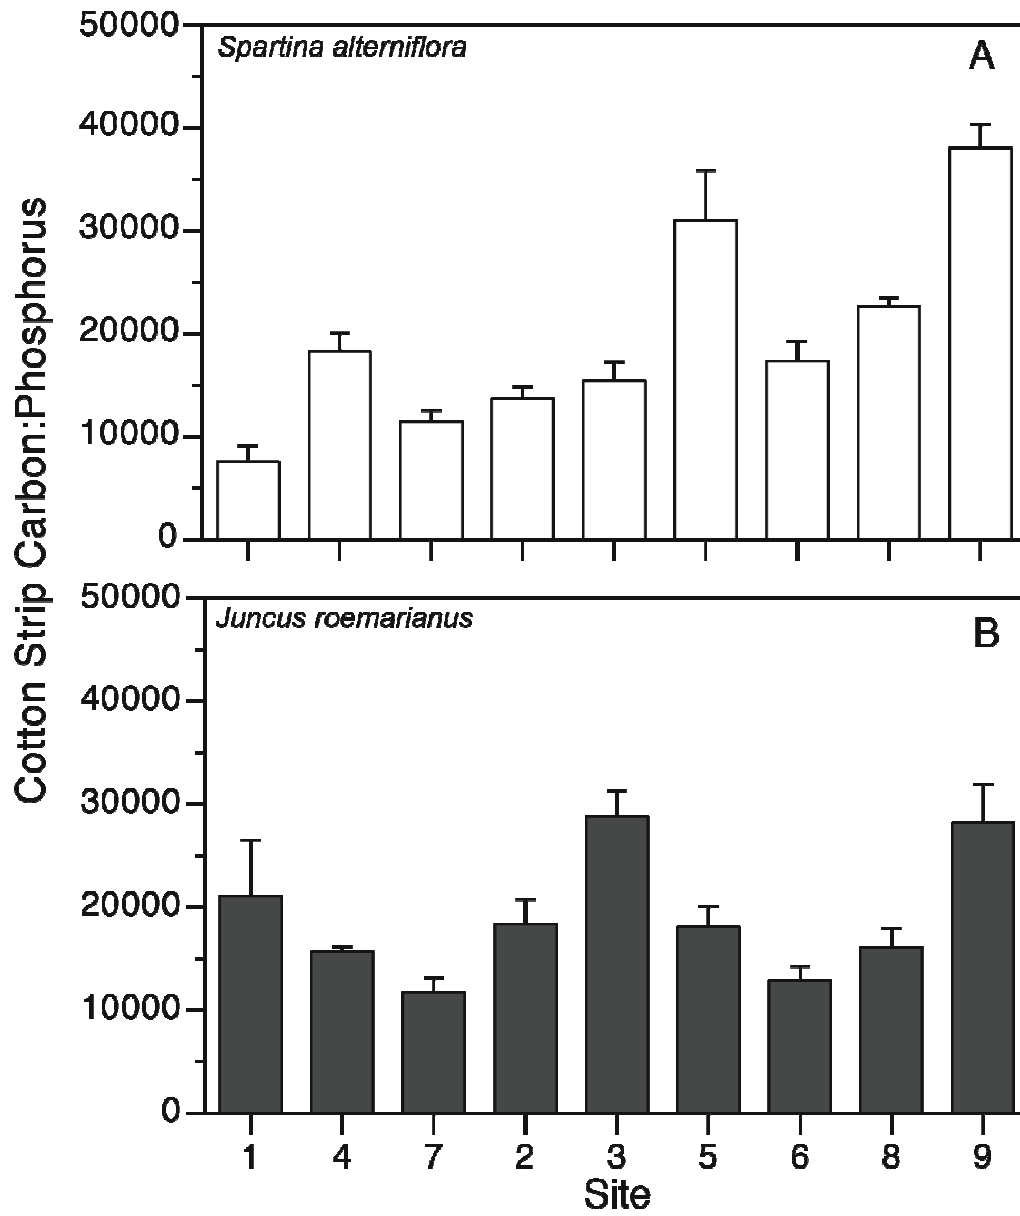 Cotton Strip Carbon:Phosphorus
50000
40000
30000
20000
10000
0
Spartina alterniflora
A
50000
40000
30000
20000
10000
0
Juncus roemarianus
B
1 4 7 2 3 5 6 8 9
Site